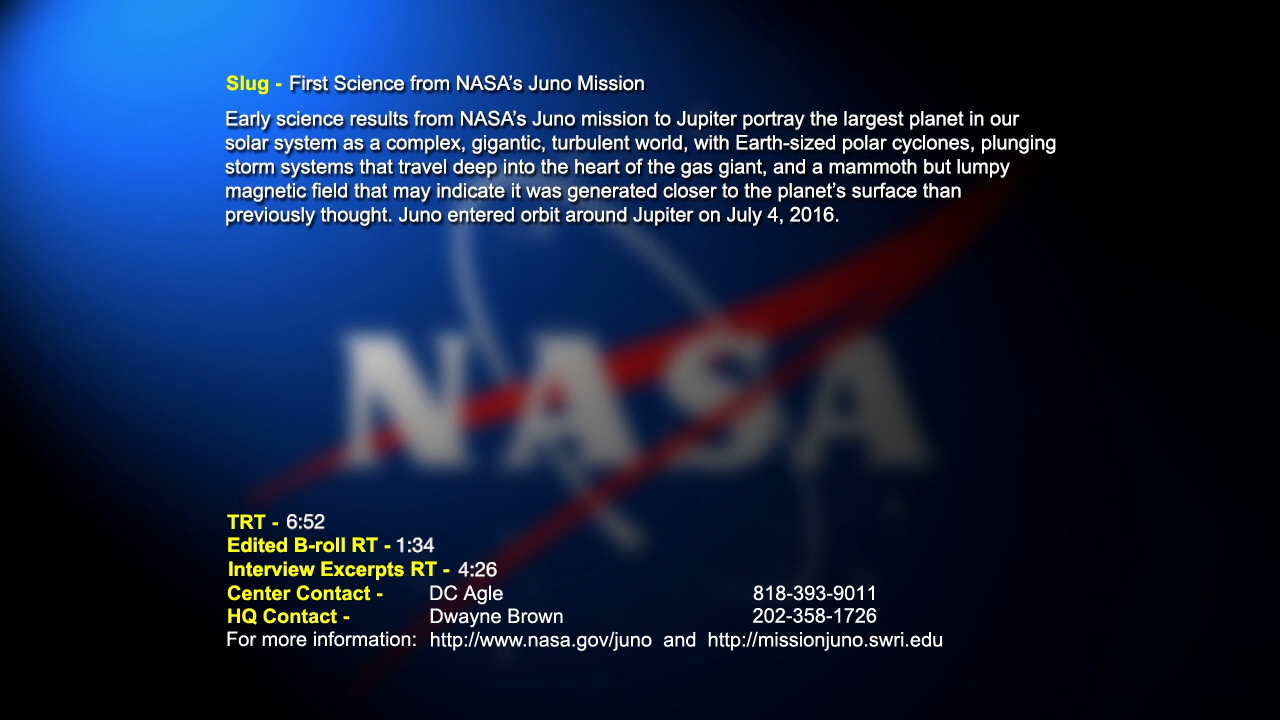 Slug - First Science from NASA’s Juno Mission
Early science results from NASA’s Juno mission to Jupiter portray the largest planet in our
solar system as a complex, gigantic, turbulent world, with Earth-sized polar cyclones, plunging
storm systems that travel deep into the heart of the gas giant, and a mammoth but lumpy
magnetic field that may indicate it was generated closer to the planet’s surface than
previously thought. Juno entered orbit around Jupiter on July 4, 2016.
NASA
TRT - 6:52
Edited B-roll RT - 1:34
Interview Excerpts RT - 4:26
Center Contact - DC Agle 818-393-9011
HQ Contact - Dwayne Brown 202-358-1726
For more information: http://www.nasa.gov/juno and http://missionjuno.swri.edu